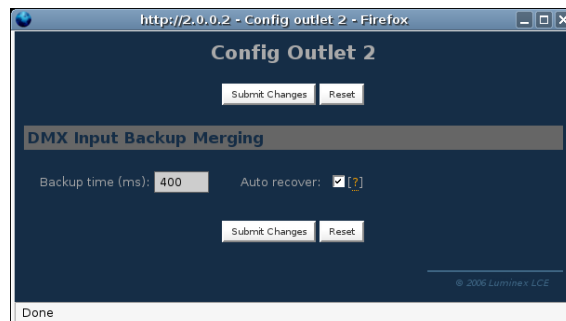 http://2.0.0.2 - Config outlet 2 - Firefox
Config Outlet 2
Submit Changes Reset
DMX Input Backup Merging
Backup time (ms): 400 Auto recover: [?]
Submit Changes Reset
© 2006 Luminex LCE
Done